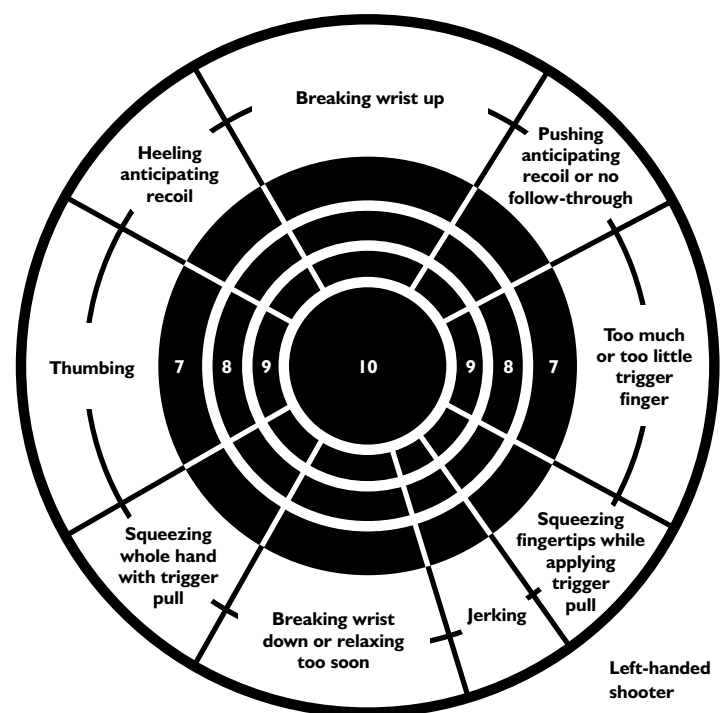 Breaking wrist up
Heeling
anticipating
recoil
Pushing
anticipating
recoil or no
follow-through
Thumbing
7
8
9
10
9
8
7
Too much
or too little
trigger
finger
Squeezing
whole hand
with trigger
pull
Breaking wrist
down or relaxing
too soon
Jerking
Squeezing
fingertips while
applying
trigger
pull
Left-handed
shooter